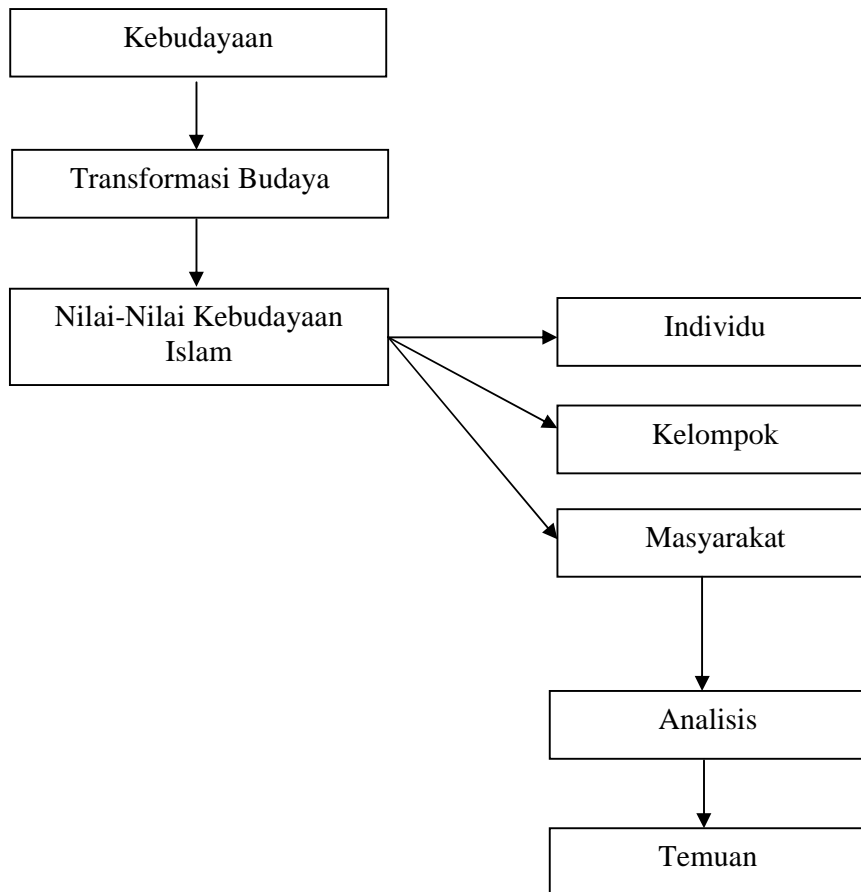 Kebudayaan
Transformasi Budaya
Nilai-Nilai Kebudayaan
Islam
Individu
Kelompok
Masyarakat
Analisis
Temuan